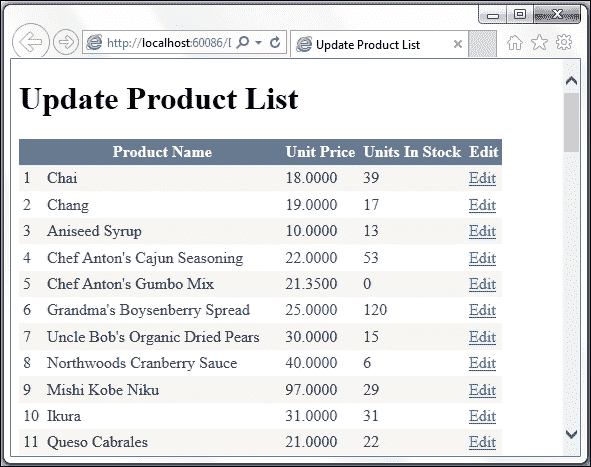 http://localhost:60086/
Update Product List
Update Product List
Product Name Unit Price Units In Stock Edit
1 Chai 18.0000 39 Edit
2 Chang 19.0000 17 Edit
3 Aniseed Syrup 10.0000 13 Edit
4 Chef Anton's Cajun Seasoning 22.0000 53 Edit
5 Chef Anton's Gumbo Mix 21.3500 0 Edit
6 Grandma's Boysenberry Spread 25.0000 120 Edit
7 Uncle Bob's Organic Dried Pears 30.0000 15 Edit
8 Northwoods Cranberry Sauce 40.0000 6 Edit
9 Mishi Kobe Niku 97.0000 29 Edit
10 Ikura 31.0000 31 Edit
11 Queso Cabrales 21.0000 22 Edit